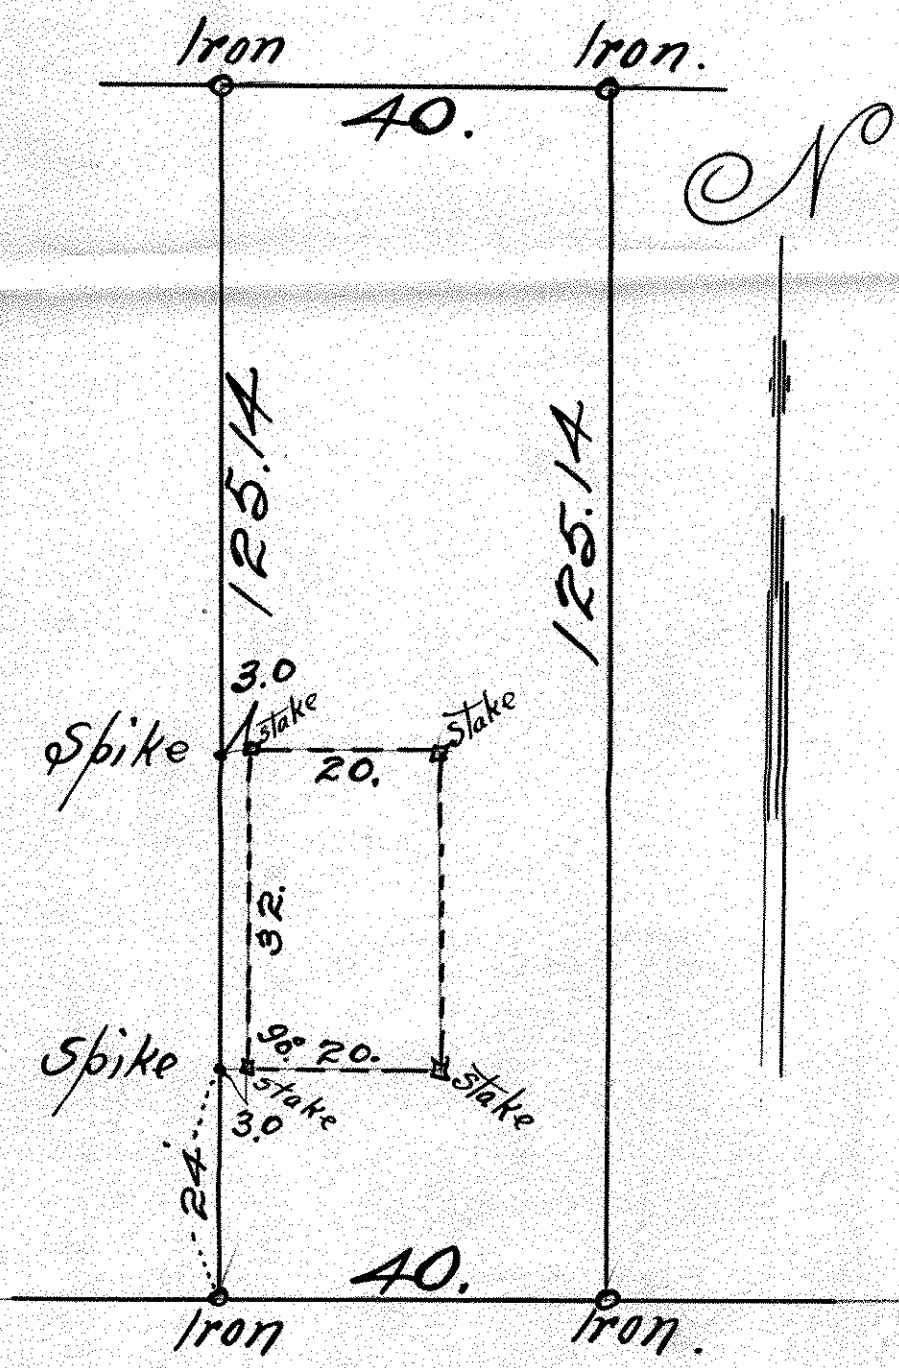 Iron
Iron.
40.
N
125.14
125.14
3.0
stake
stake
Spike
20.
32.
90°
20.
Spike
stake
stake
3.0
24
40.
Iron
Iron.